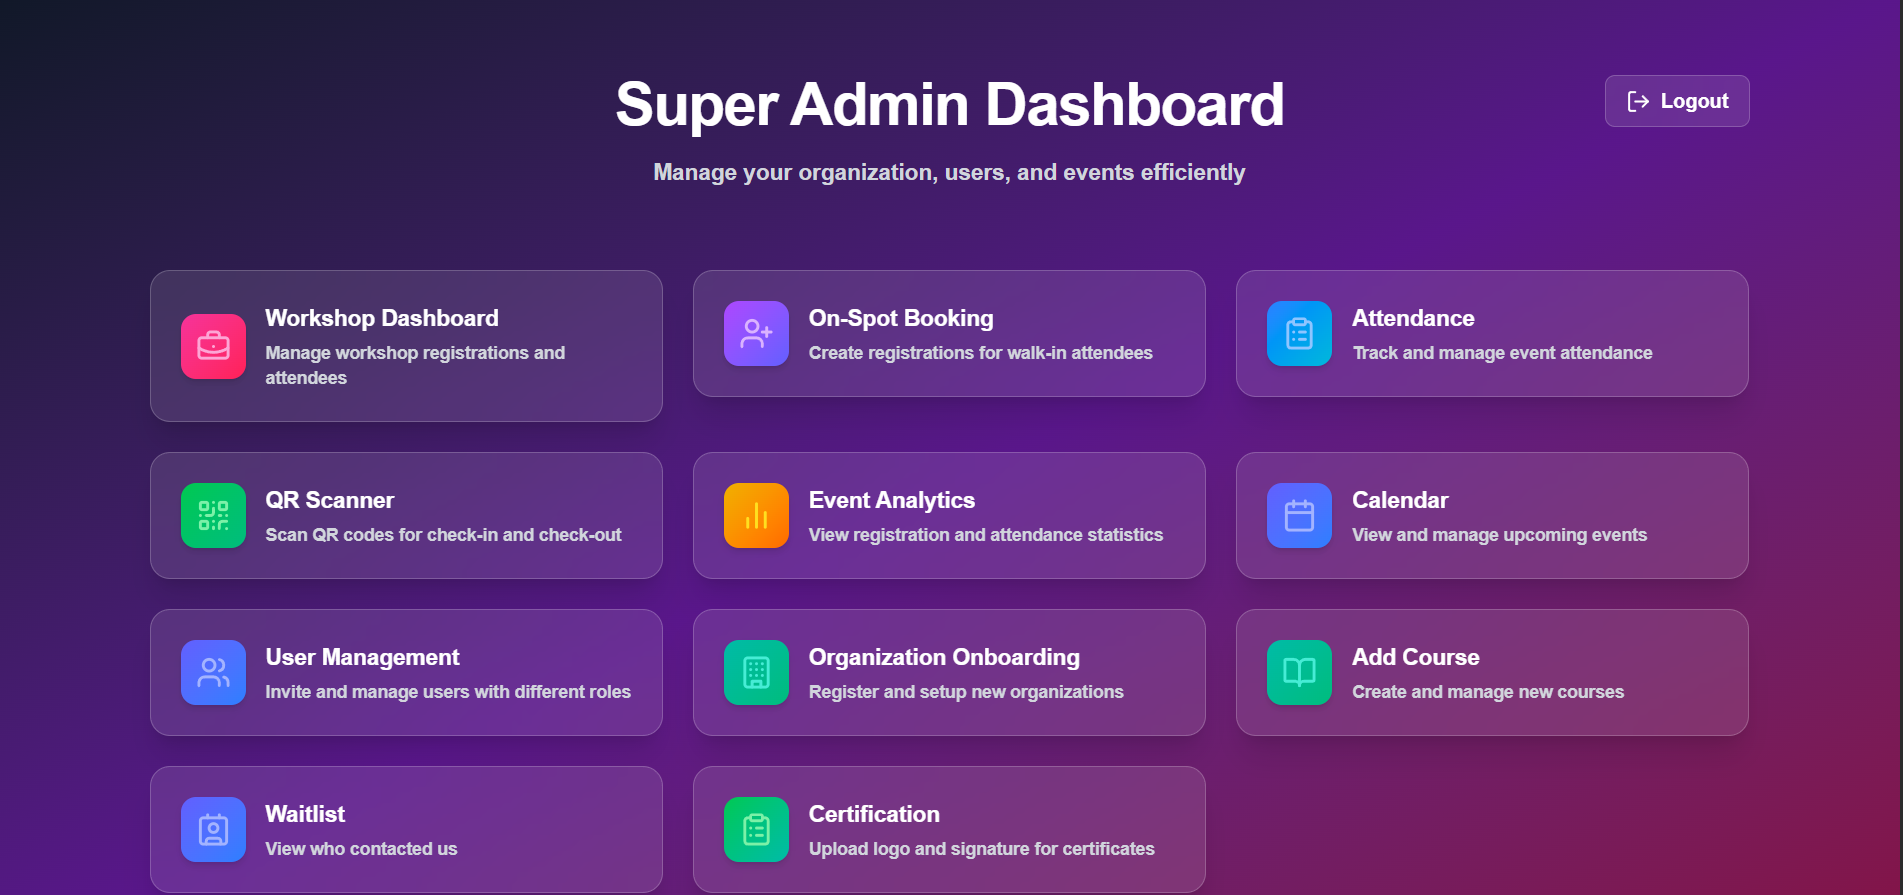 Super Admin Dashboard
Logout
Manage your organization, users, and events efficiently
Workshop Dashboard
Manage workshop registrations and
attendees
On-Spot Booking
Create registrations for walk-in attendees
Attendance
Track and manage event attendance
QR Scanner
Scan QR codes for check-in and check-out
Event Analytics
View registration and attendance statistics
Calendar
View and manage upcoming events
User Management
Invite and manage users with different roles
Organization Onboarding
Register and setup new organizations
Add Course
Create and manage new courses
Waitlist
View who contacted us
Certification
Upload logo and signature for certificates